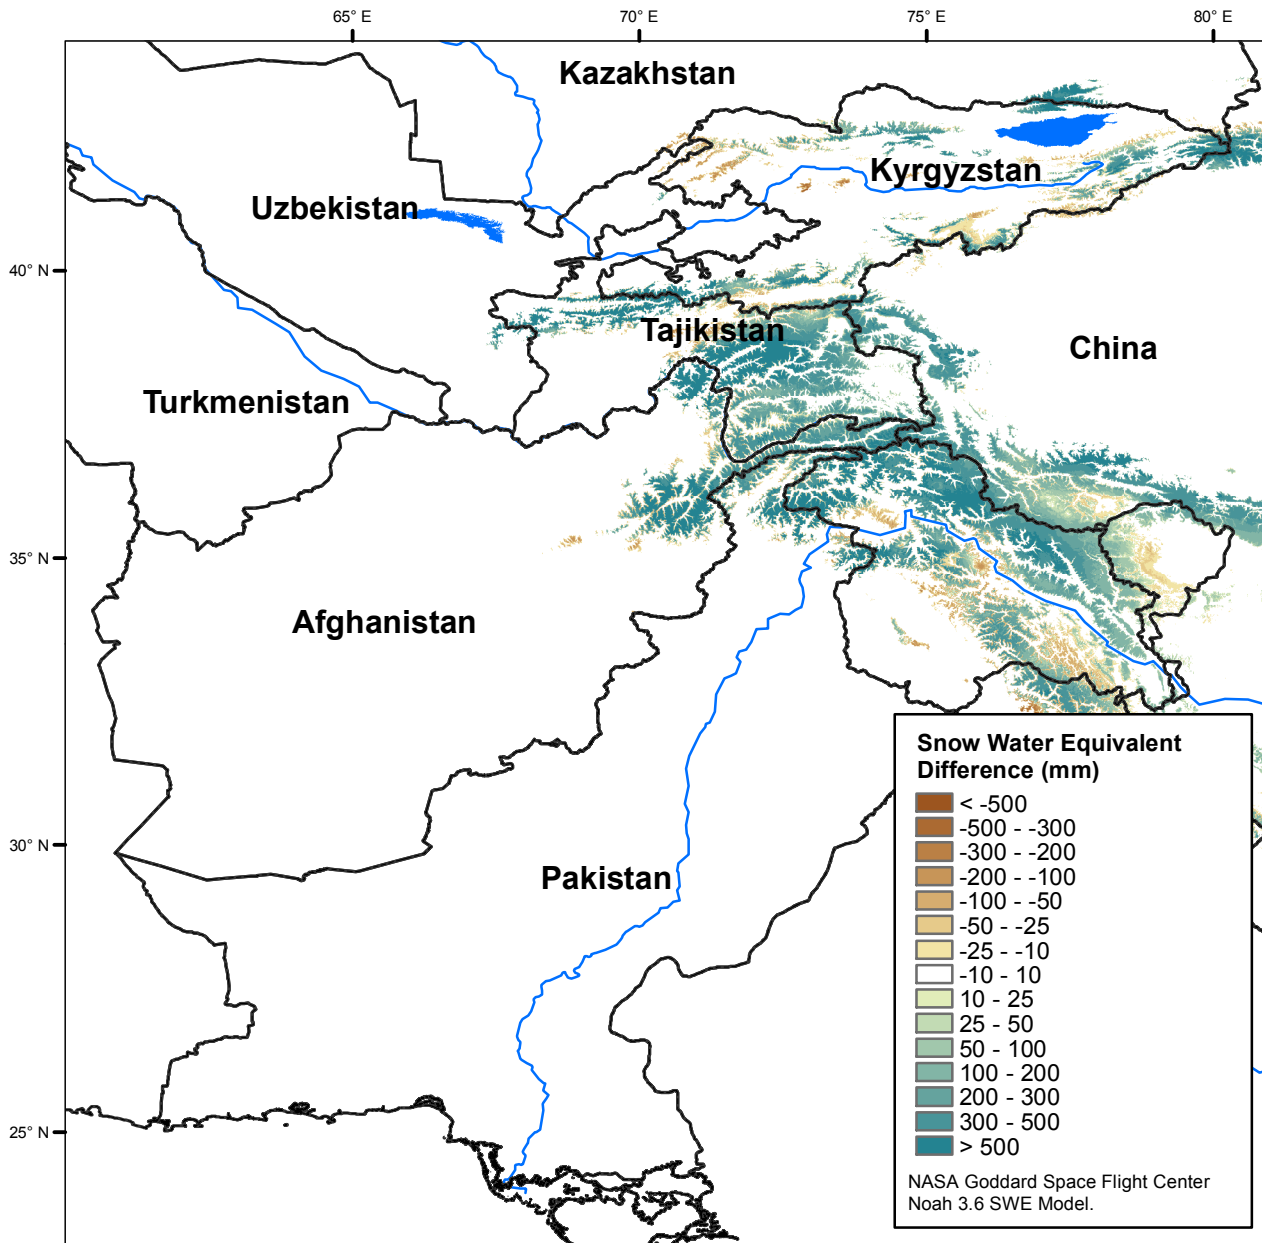 65° E
70° E
75° E
80° E
Kazakhstan
Kyrgyzstan
Uzbekistan
40° N
Tajikistan
China
Turkmenistan
35° N
Afghanistan
30° N
Pakistan
25° N
Snow Water Equivalent
Difference (mm)
< -500
-500 - -300
-300 - -200
-200 - -100
-100 - -50
-50 - -25
-25 - -10
-10 - 10
10 - 25
25 - 50
50 - 100
100 - 200
200 - 300
300 - 500
> 500
NASA Goddard Space Flight Center
Noah 3.6 SWE Model.